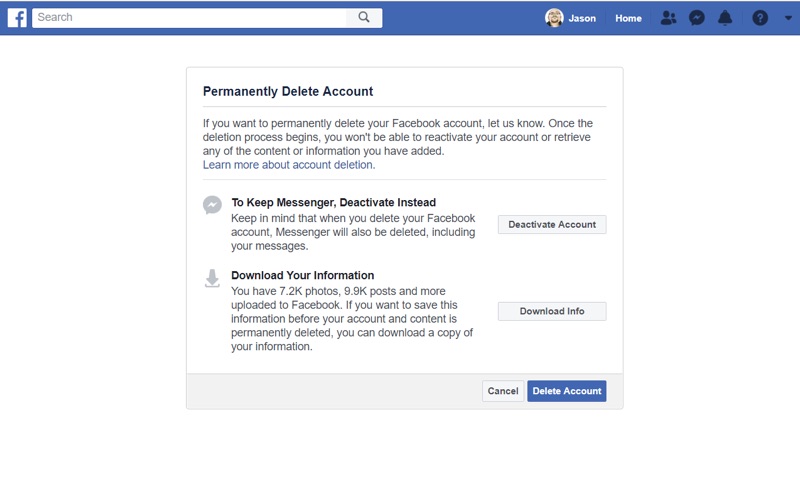 f
Search
Jason
Home
Permanently Delete Account
If you want to permanently delete your Facebook account, let us know. Once the
deletion process begins, you won't be able to reactivate your account or retrieve
any of the content or information you have added.
Learn more about account deletion.
To Keep Messenger, Deactivate Instead
Keep in mind that when you delete your Facebook
account, Messenger will also be deleted, including
your messages.
Deactivate Account
Download Your Information
You have 7.2K photos, 9.9K posts and more
uploaded to Facebook. If you want to save this
information before your account and content is
permanently deleted, you can download a copy of
your information.
Download Info
Cancel
Delete Account